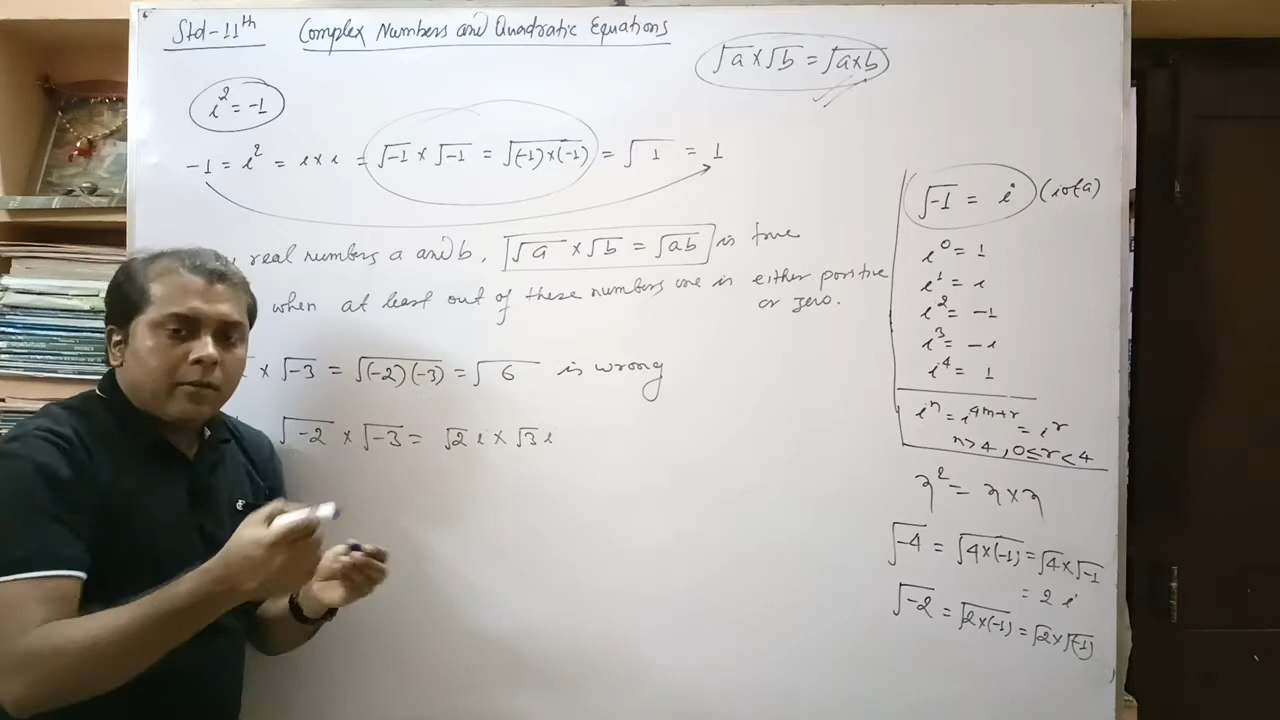 Std-11th Complex Numbers and Quadratic Equations
√a×√b = √a×b
i² = -1
-1 = i² = i×i = √-1 × √-1 = √(-1)×(-1) = √1 = 1
real numbers a and b, √a × √b = √ab is true
when at least out of these numbers one is either positive
or zero.
× √-3 = √(-2)(-3) = √6 is wrong
√-2 × √-3 = √2 i × √3 i
√-1 = i (iota)
i⁰ = 1
i¹ = i
i² = -1
i³ = -i
i⁴ = 1
iⁿ = i⁴ᵐ⁺ʳ
= iʳ
n>4, 0≤r<4
x² = x×x
√-4 = √4×(-1) = √4×√-1
= 2 i
√-2 = √2×(-1) = √2×√(-1)